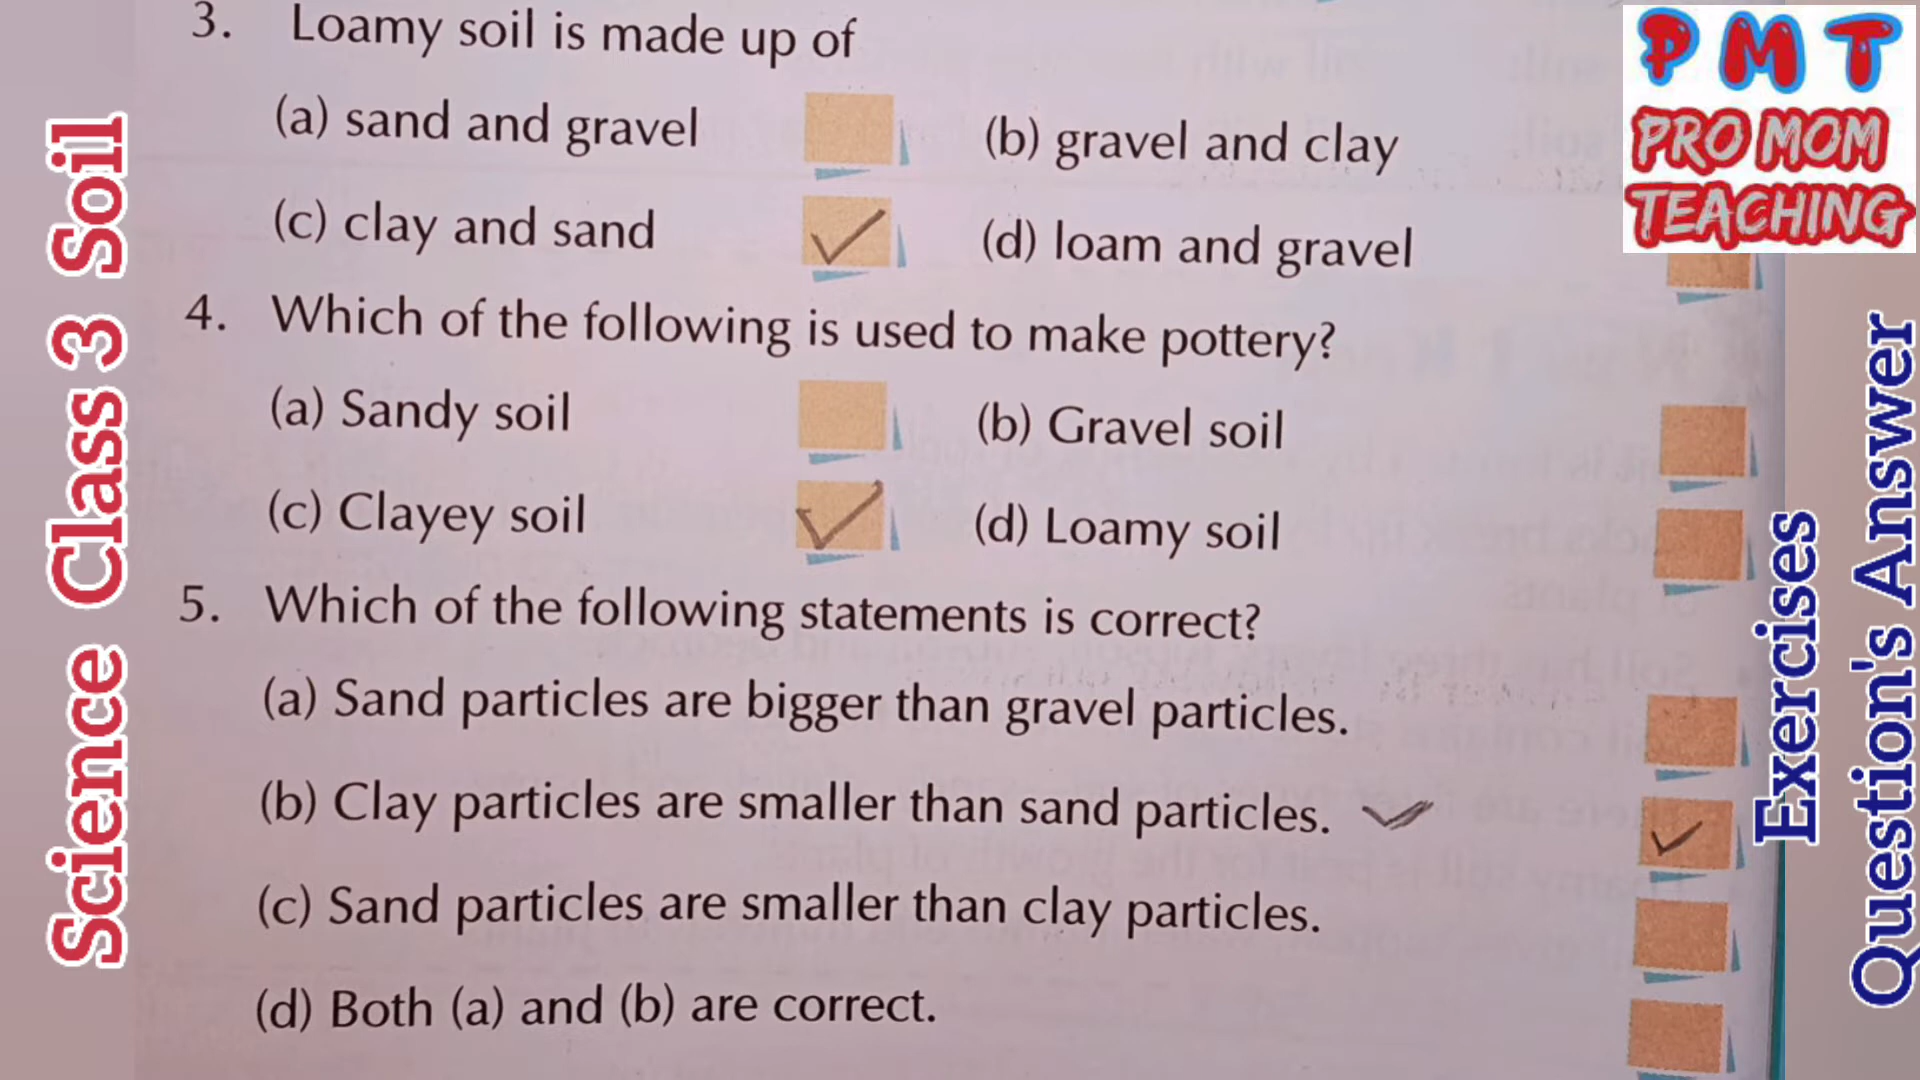 3. Loamy soil is made up of
(a) sand and gravel (b) gravel and clay
(c) clay and sand (d) loam and gravel
4. Which of the following is used to make pottery?
(a) Sandy soil (b) Gravel soil
(c) Clayey soil (d) Loamy soil
5. Which of the following statements is correct?
(a) Sand particles are bigger than gravel particles.
(b) Clay particles are smaller than sand particles.
(c) Sand particles are smaller than clay particles.
(d) Both (a) and (b) are correct.
Science Class 3 Soil
PMT
PRO MOM
TEACHING
Exercises
Question's Answer